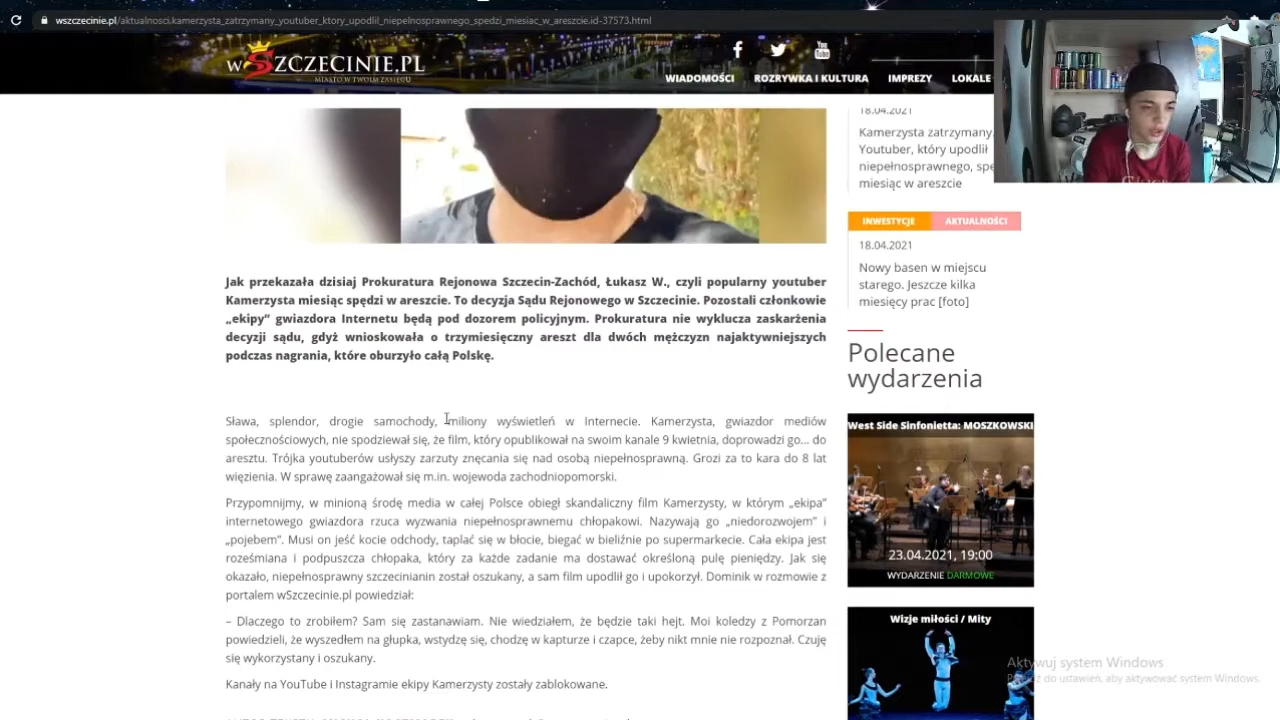 wszczecinie.pl/aktualnosci,kamerzysta_zatrzymany_youtuber_ktory_upodlil_niepelnosprawnego_spedzi_miesiac_w_areszcie.id-37573.html
wSZCZECINIE.PL
MIASTO W TWOIM ZASIĘGU
You
Tube
WIADOMOŚCI
ROZRYWKA I KULTURA
IMPREZY
LOKALE
Jak przekazała dzisiaj Prokuratura Rejonowa Szczecin-Zachód, Łukasz W., czyli popularny youtuber
Kamerzysta miesiąc spędzi w areszcie. To decyzja Sądu Rejonowego w Szczecinie. Pozostali członkowie
„ekipy” gwiazdora Internetu będą pod dozorem policyjnym. Prokuratura nie wyklucza zaskarżenia
decyzji sądu, gdyż wnioskowała o trzymiesięczny areszt dla dwóch mężczyzn najaktywniejszych
podczas nagrania, które oburzyło całą Polskę.
Sława, splendor, drogie samochody, miliony wyświetleń w Internecie. Kamerzysta, gwiazdor mediów
społecznościowych, nie spodziewał się, że film, który opublikował na swoim kanale 9 kwietnia, doprowadzi go... do
aresztu. Trójka youtuberów usłyszy zarzuty znęcania się nad osobą niepełnosprawną. Grozi za to kara do 8 lat
więzienia. W sprawę zaangażował się m.in. wojewoda zachodniopomorski.
Przypomnijmy, w minioną środę media w całej Polsce obiegł skandaliczny film Kamerzysty, w którym „ekipa”
internetowego gwiazdora rzuca wyzwania niepełnosprawnemu chłopakowi. Nazywają go „niedorozwojem” i
„pojebem”. Musi on jeść kocie odchody, taplać się w błocie, biegać w bieliźnie po supermarkecie. Cała ekipa jest
roześmiana i podpuszcza chłopaka, który za każde zadanie ma dostawać określoną pulę pieniędzy. Jak się
okazało, niepełnosprawny szczecinianin został oszukany, a sam film upodlił go i upokorzył. Dominik w rozmowie z
portalem wSzczecinie.pl powiedział:
– Dlaczego to zrobiłem? Sam się zastanawiam. Nie wiedziałem, że będzie taki hejt. Moi koledzy z Pomorzan
powiedzieli, że wyszedłem na głupka, wstydzę się, chodzę w kapturze i czapce, żeby nikt mnie nie rozpoznał. Czuję
się wykorzystany i oszukany.
Kanały na YouTube i Instagramie ekipy Kamerzysty zostały zablokowane.
18.04.2021
Kamerzysta zatrzymany.
Youtuber, który upodlił
niepełnosprawnego, spę
miesiąc w areszcie
INWESTYCJE
AKTUALNOŚCI
18.04.2021
Nowy basen w miejscu
starego. Jeszcze kilka
miesięcy prac [foto]
Polecane
wydarzenia
West Side Sinfonietta: MOSZKOWSKI
23.04.2021, 19:00
WYDARZENIE DARMOWE
Wizje miłości / Mity
Aktywuj system Windows
do ustawień, aby aktywować system Windows.